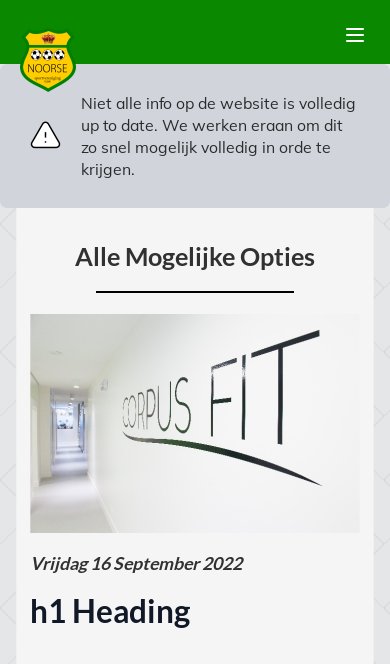 NOORSE
Niet alle info op de website is volledig
up to date. We werken eraan om dit
zo snel mogelijk volledig in orde te
krijgen.
Alle Mogelijke Opties
CORPUS FIT
Vrijdag 16 September 2022
h1 Heading